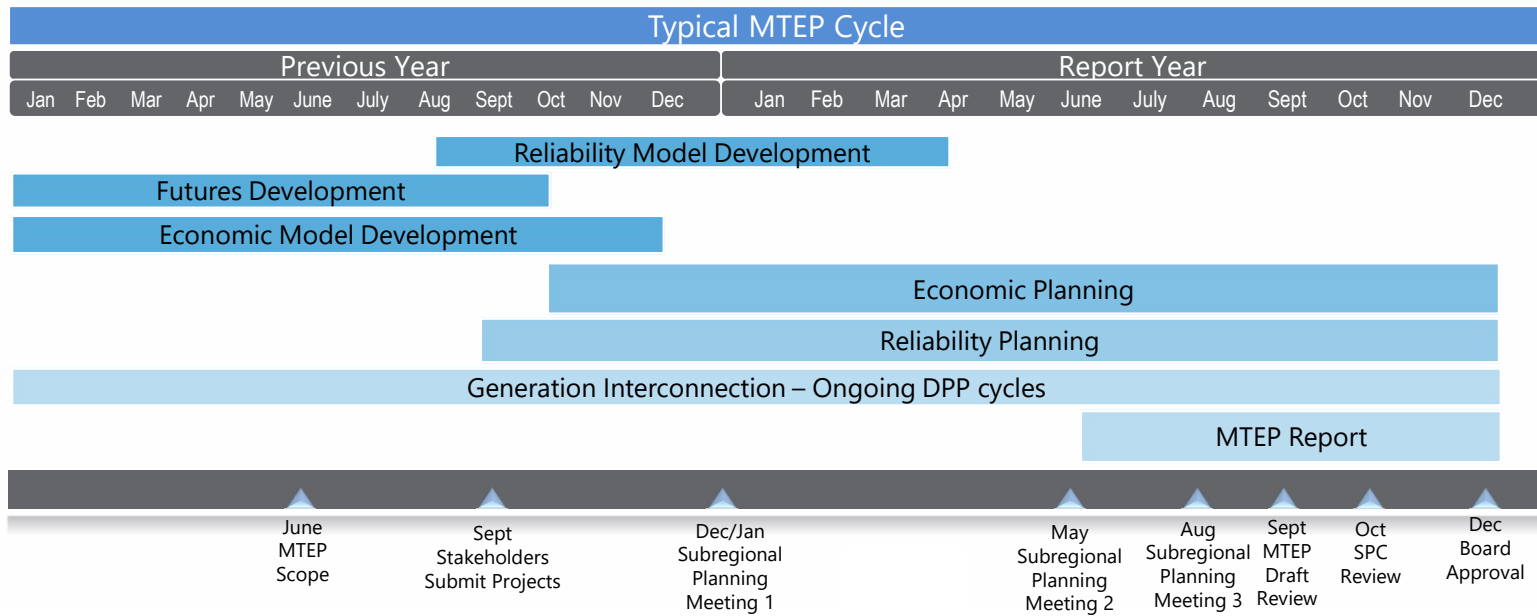 Typical MTEP Cycle
Previous Year
Report Year
Jan Feb Mar Apr May June July Aug Sept Oct Nov Dec
Jan Feb Mar Apr May June July Aug Sept Oct Nov Dec
Reliability Model Development
Futures Development
Economic Model Development
Economic Planning
Reliability Planning
Generation Interconnection – Ongoing DPP cycles
MTEP Report
June
MTEP
Scope
Sept
Stakeholders
Submit Projects
Dec/Jan
Subregional
Planning
Meeting 1
May
Subregional
Planning
Meeting 2
Aug
Subregional
Planning
Meeting 3
Sept
MTEP
Draft
Review
Oct
SPC
Review
Dec
Board
Approval